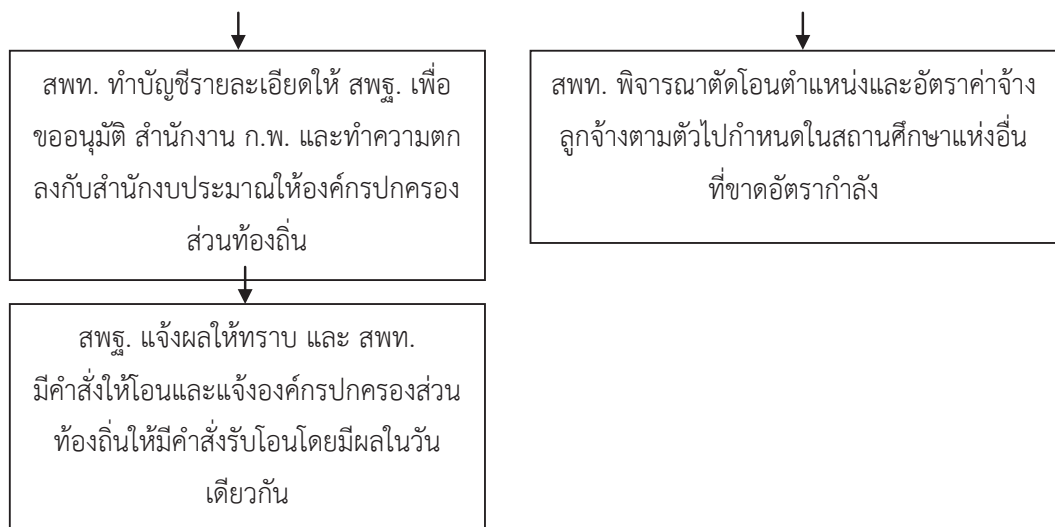 สพท. ทำบัญชีรายละเอียดให้ สพฐ. เพื่อ
ขออนุมัติ สำนักงาน ก.พ. และทำความตก
ลงกับสำนักงบประมาณให้องค์กรปกครอง
ส่วนท้องถิ่น
สพฐ. แจ้งผลให้ทราบ และ สพท.
มีคำสั่งให้โอนและแจ้งองค์กรปกครองส่วน
ท้องถิ่นให้มีคำสั่งรับโอนโดยมีผลในวัน
เดียวกัน
สพท. พิจารณาตัดโอนตำแหน่งและอัตราค่าจ้าง
ลูกจ้างตามตัวไปกำหนดในสถานศึกษาแห่งอื่น
ที่ขาดอัตรากำลัง